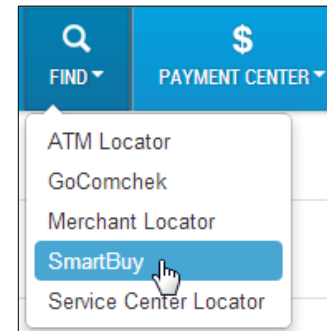 $
FIND
PAYMENT CENTER
ATM Locator
GoComchek
Merchant Locator
SmartBuy
Service Center Locator